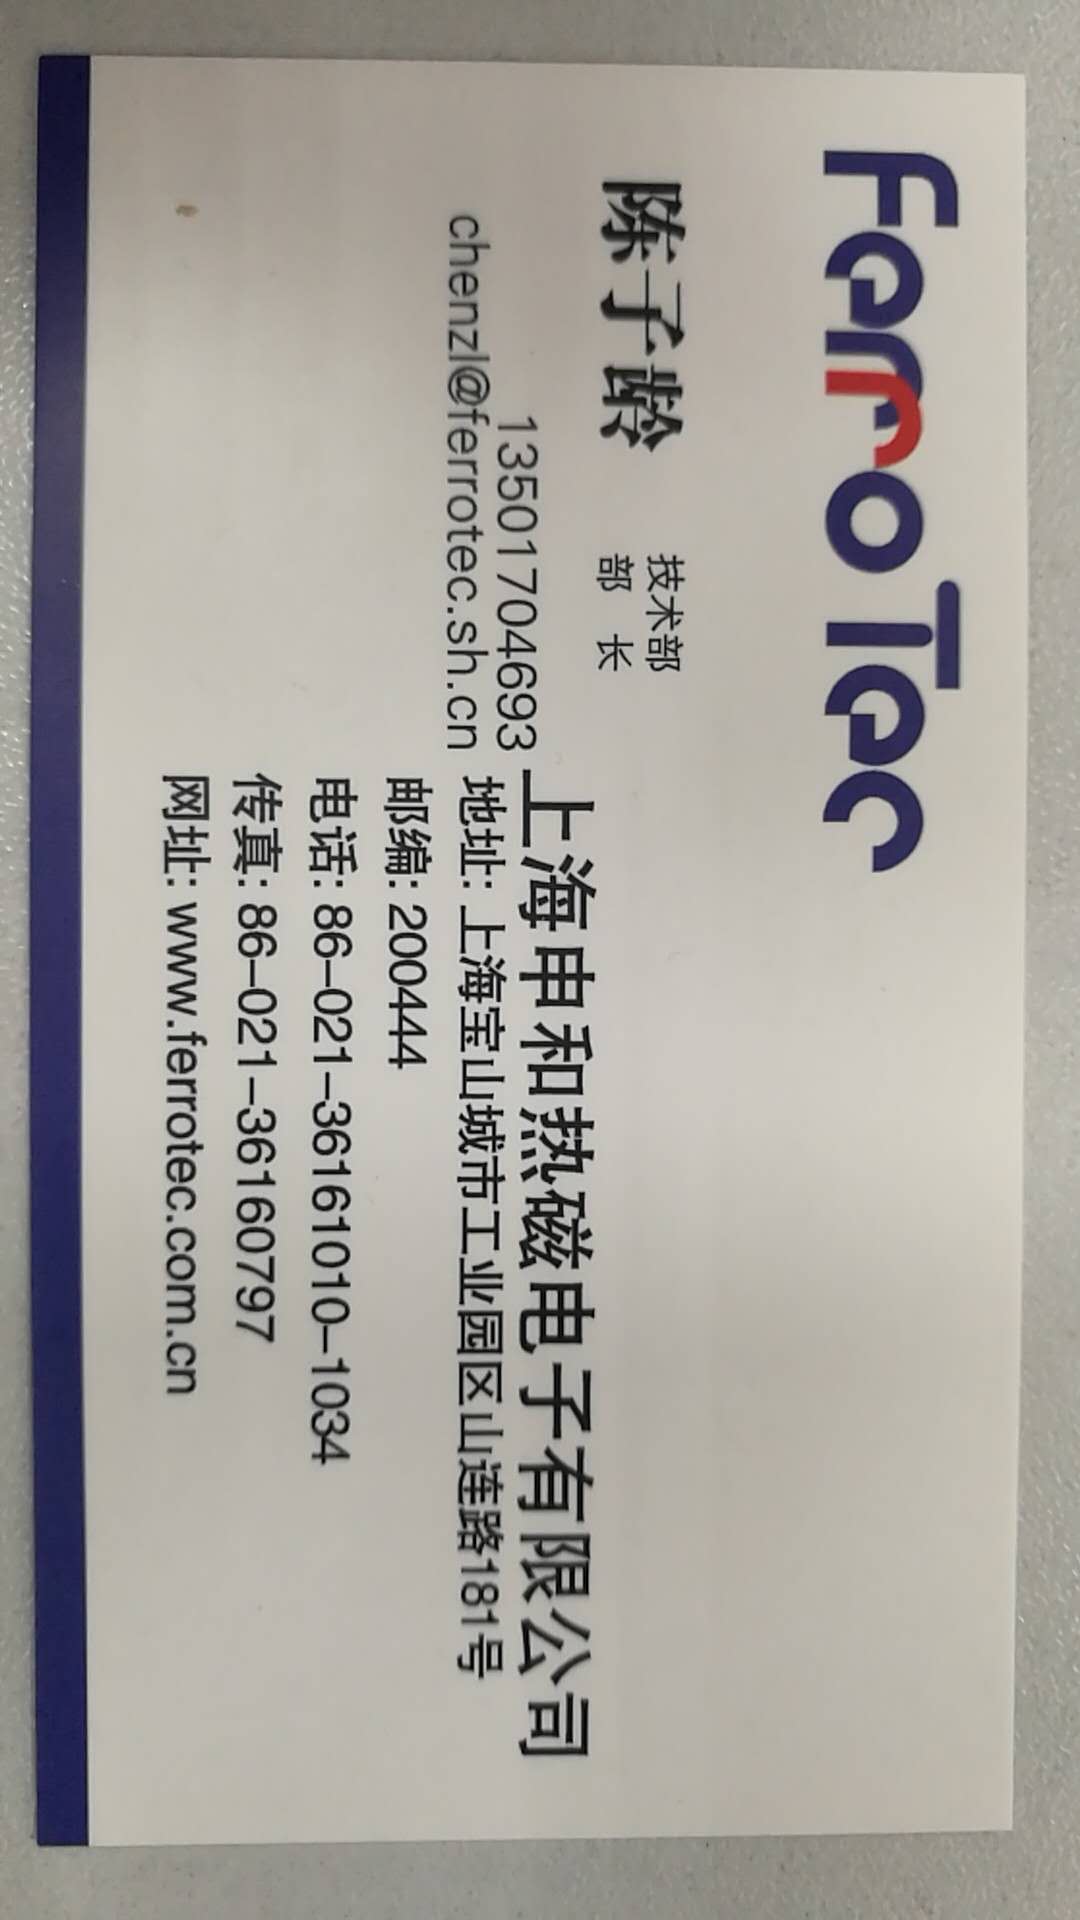 FerroTec
陈子龄
技术部
部 长
13501704693
chenzl@ferrotec.sh.cn
上海申和热磁电子有限公司
地址: 上海宝山城市工业园区山连路181号
邮编: 200444
电话: 86–021–36161010–1034
传真: 86–021–36160797
网址: www.ferrotec.com.cn